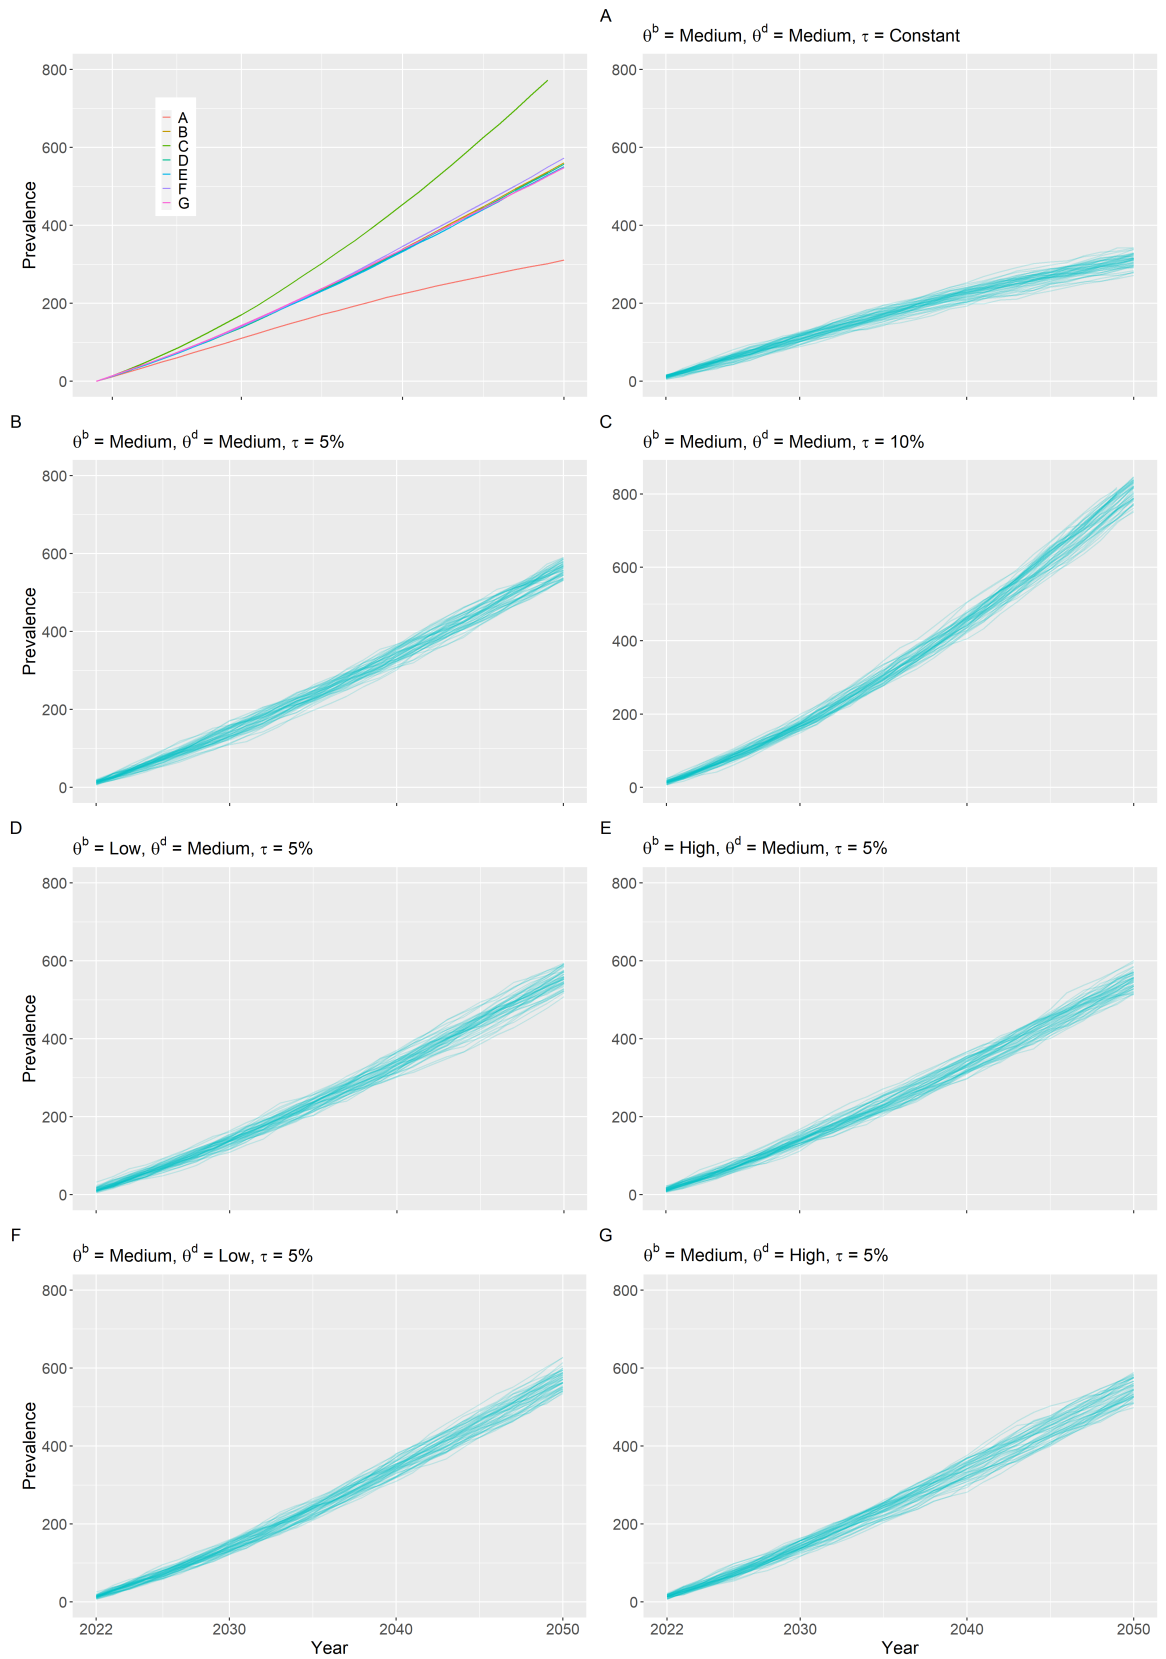 A
θb = Medium, θd = Medium, τ = Constant
Prevalence
800
600
400
200
0
A
B
C
D
E
F
G
800
600
400
200
0
B
θb = Medium, θd = Medium, τ = 5%
Prevalence
800
600
400
200
0
C
θb = Medium, θd = Medium, τ = 10%
800
600
400
200
0
D
θb = Low, θd = Medium, τ = 5%
Prevalence
800
600
400
200
0
E
θb = High, θd = Medium, τ = 5%
800
600
400
200
0
F
θb = Medium, θd = Low, τ = 5%
Prevalence
800
600
400
200
0
2022 2030 2040 2050
Year
G
θb = Medium, θd = High, τ = 5%
800
600
400
200
0
2022 2030 2040 2050
Year